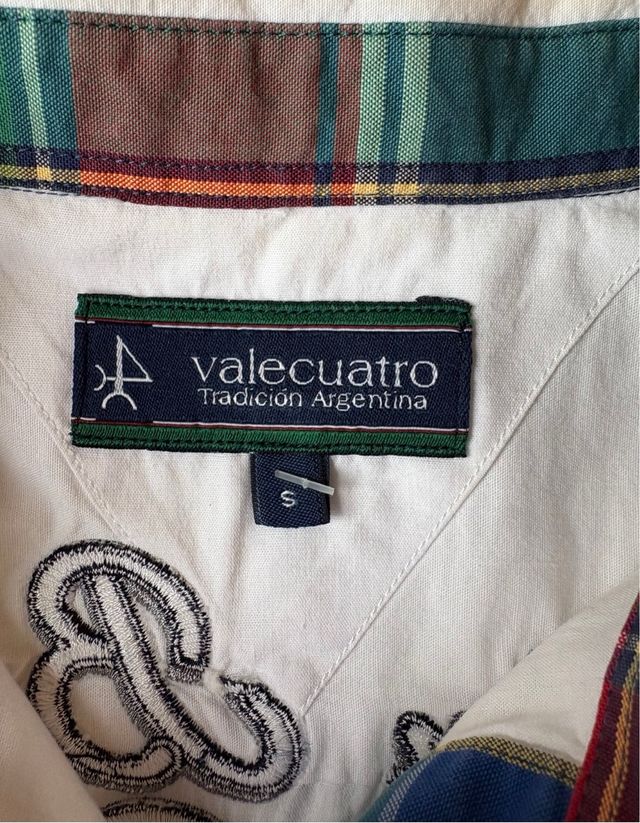 valecuatro
Tradición Argentina
S